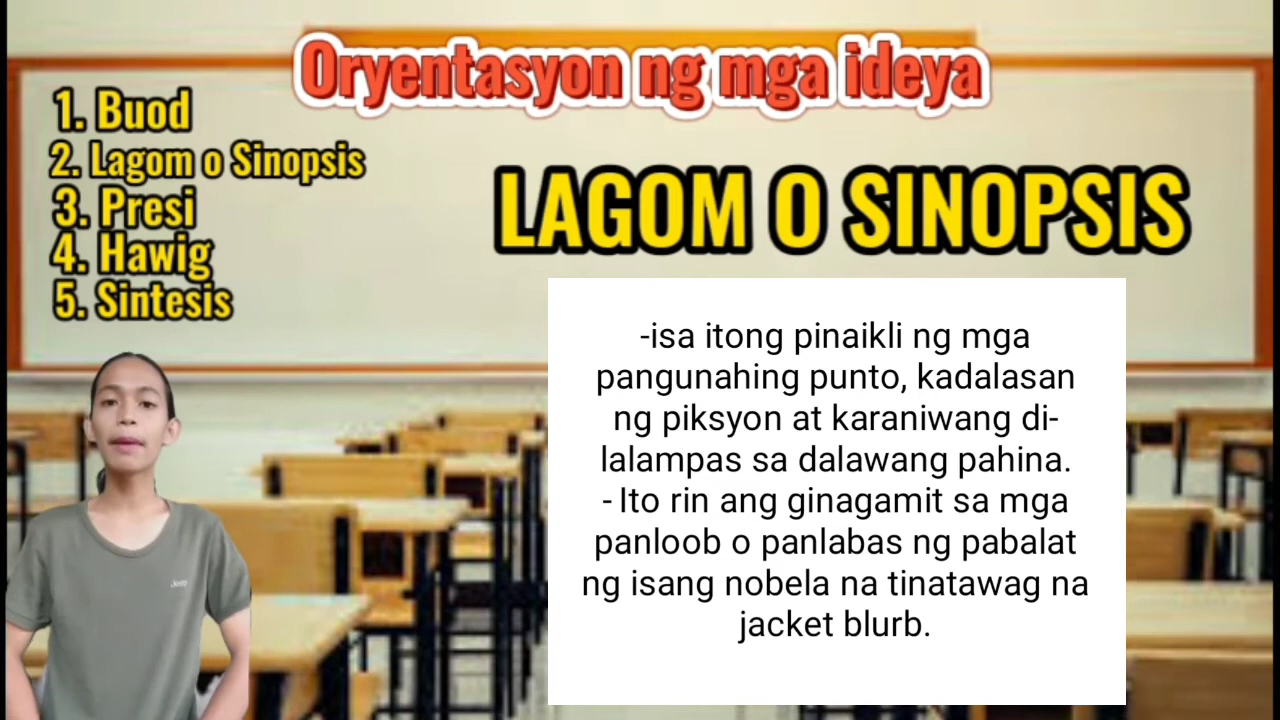 Oryentasyon ng mga ideya
1. Buod
2. Lagom o Sinopsis
3. Presi
4. Hawig
5. Sintesis
LAGOM O SINOPSIS
-isa itong pinaikli ng mga
pangunahing punto, kadalasan
ng piksyon at karaniwang di-
lalampas sa dalawang pahina.
- Ito rin ang ginagamit sa mga
panloob o panlabas ng pabalat
ng isang nobela na tinatawag na
jacket blurb.
Jeep